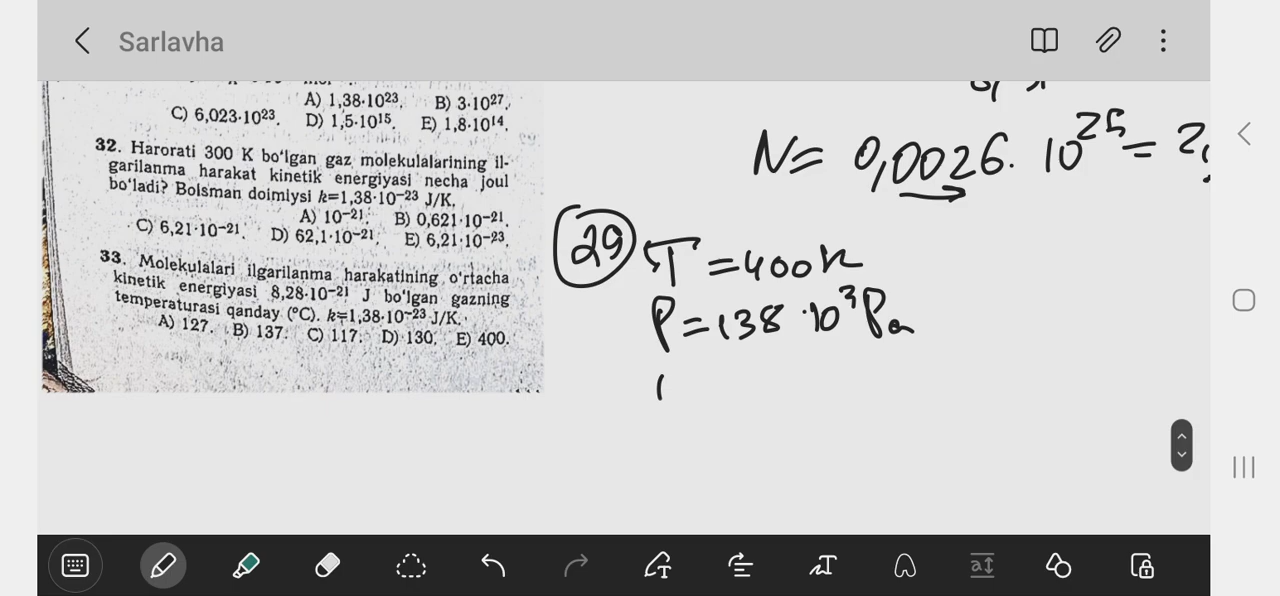 Sarlavha
A) 1,38·10²³. B) 3·10²⁷.
C) 6,023·10²³. D) 1,5·10¹⁵. E) 1,8·10¹⁴.
32. Harorati 300 K bo‘lgan gaz molekulalarining il-
garilanma harakat kinetik energiyasi necha joul
bo‘ladi? Bolsman doimiysi k=1,38·10⁻²³ J/K.
A) 10⁻²¹. B) 0,621·10⁻²¹.
C) 6,21·10⁻²¹. D) 62,1·10⁻²¹. E) 6,21·10⁻²³.
33. Molekulalari ilgarilanma harakatining o‘rtacha
kinetik energiyasi 8,28·10⁻²¹ J bo‘lgan gazning
temperaturasi qanday (°C). k=1,38·10⁻²³ J/K.
A) 127. B) 137. C) 117. D) 130. E) 400.
N= 0,0026. 10²⁵= 2,
29 T =400K
P=138 ·10³Pa